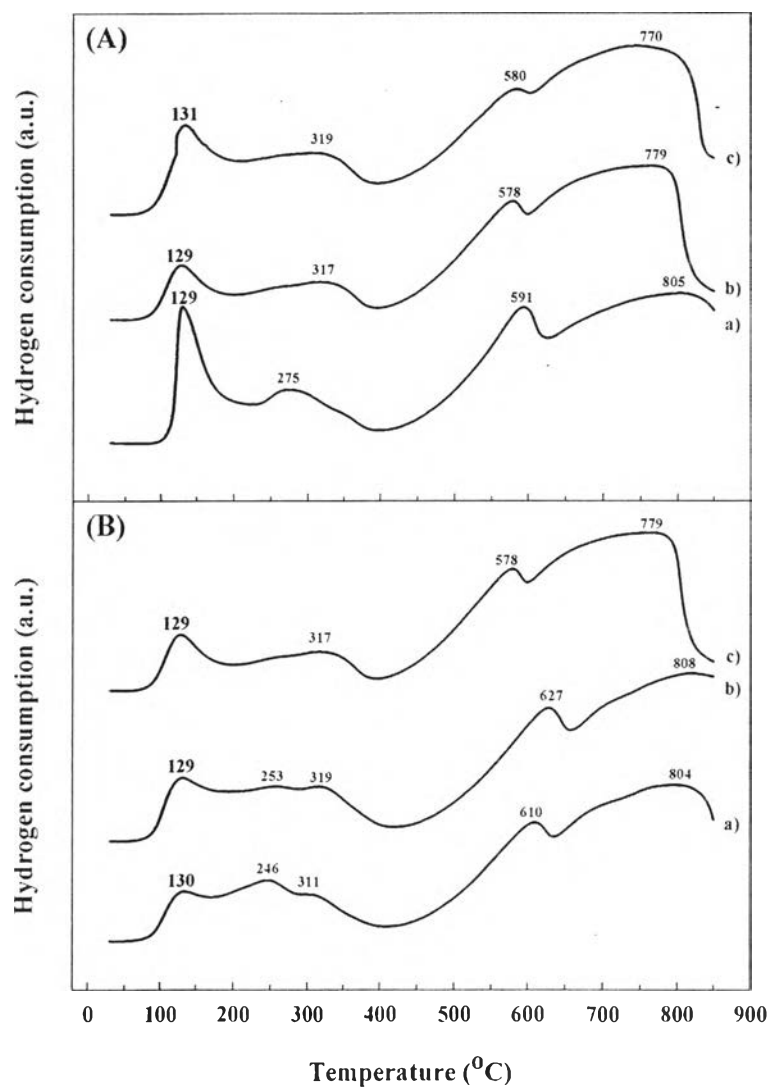 (A)
Hydrogen consumption (a.u.)
770
580
131
319
c)
779
578
129
317
b)
129
591
805
a)
275
(B)
Hydrogen consumption (a.u.)
779
578
129
317
c)
808
627
b)
129
253
319
804
610
a)
130
246
311
0 100 200 300 400 500 600 700 800 900
Temperature (°C)